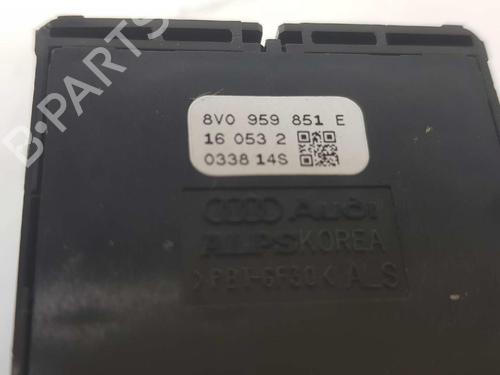 8V0 959 851 E
16 053 2
0338 14S
Audi
ALPS KOREA
>PBT-GF30< A_S
B-PARTS